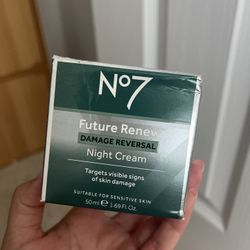 No7
Future Renew
DAMAGE REVERSAL
Night Cream
Targets visible signs
of skin damage
SUITABLE FOR SENSITIVE SKIN
50ml ℮ 1.69 Fl. Oz.